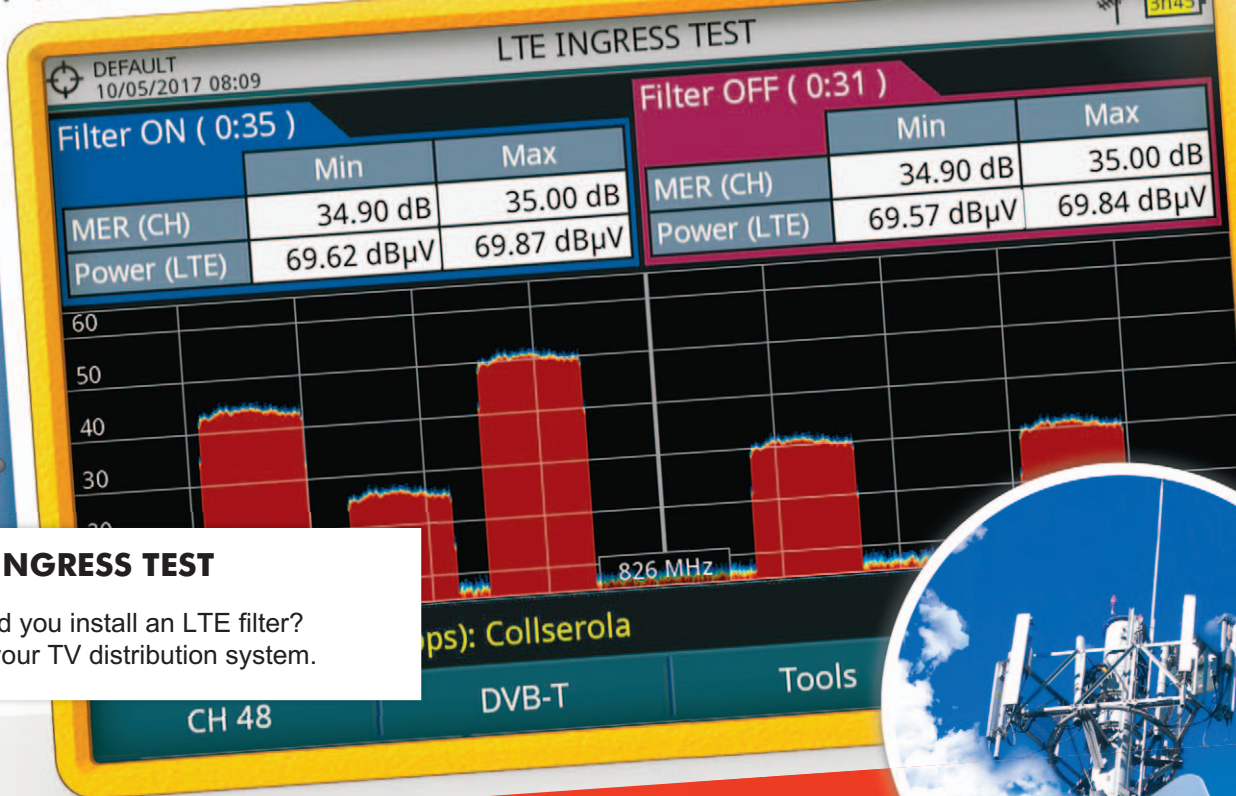 3h45
LTE INGRESS TEST
DEFAULT
10/05/2017 08:09
Filter ON ( 0:35 )
Min Max
MER (CH) 34.90 dB 35.00 dB
Power (LTE) 69.62 dBµV 69.87 dBµV
Filter OFF ( 0:31 )
Min Max
MER (CH) 34.90 dB 35.00 dB
Power (LTE) 69.57 dBµV 69.84 dBµV
60
50
40
30
826 MHz
ps): Collserola
CH 48 DVB-T Tools
NGRESS TEST
d you install an LTE filter?
your TV distribution system.